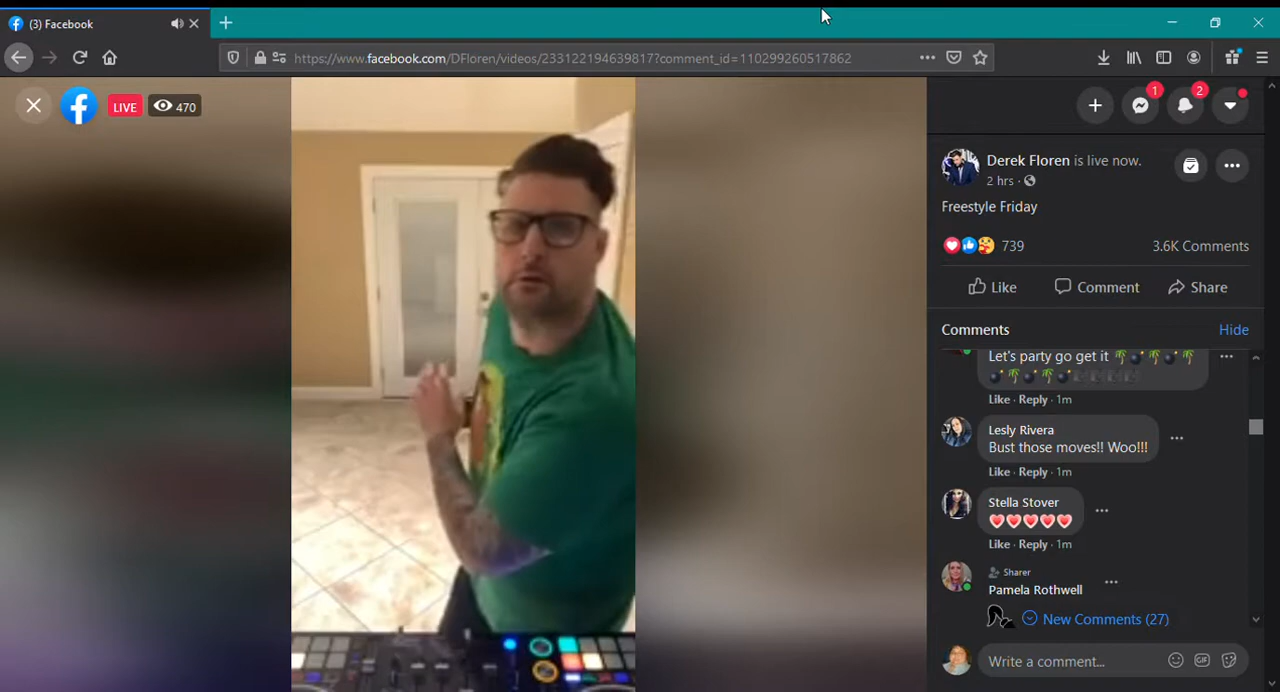 (3) Facebook
https://www.facebook.com/DFloren/videos/233122194639817?comment_id=110299260517862
LIVE 470
1 2
Derek Floren is live now.
2 hrs ·
Freestyle Friday
739 3.6K Comments
Like Comment Share
Comments Hide
Let's party go get it
Like · Reply · 1m
Lesly Rivera
Bust those moves!! Woo!!!
Like · Reply · 1m
Stella Stover
Like · Reply · 1m
Sharer
Pamela Rothwell
New Comments (27)
Write a comment...
GIF